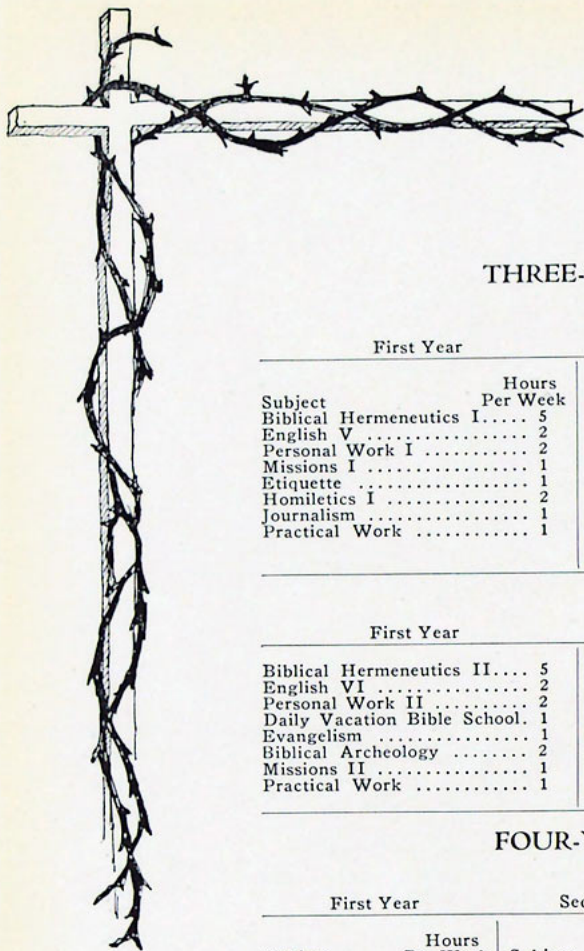 THREE-
First Year
Hours
Subject Per Week
Biblical Hermeneutics I..... 5
English V ................. 2
Personal Work I ........... 2
Missions I ................ 1
Etiquette ................. 1
Homiletics I .............. 2
Journalism ................ 1
Practical Work ............ 1
First Year
Biblical Hermeneutics II.... 5
English VI ................ 2
Personal Work II .......... 2
Daily Vacation Bible School. 1
Evangelism ................ 1
Biblical Archeology ........ 2
Missions II ............... 1
Practical Work ............ 1
FOUR-
First Year Sec
Hours